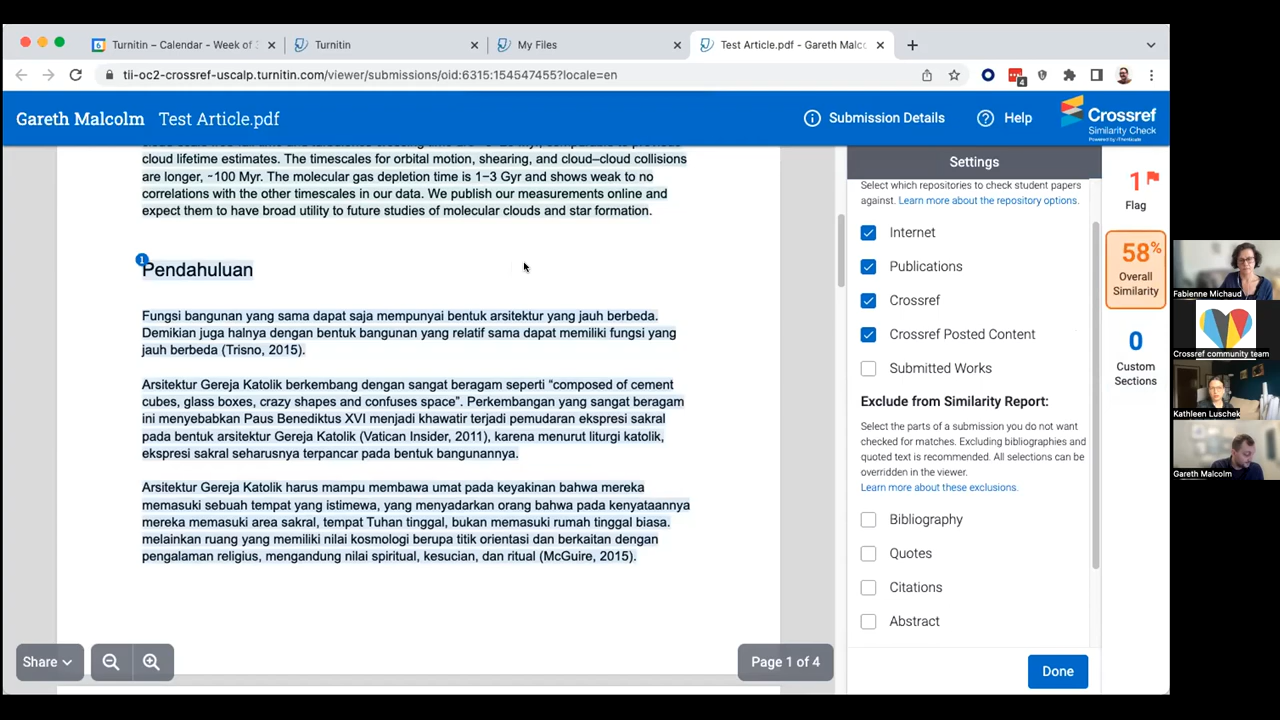 Turnitin – Calendar - Week of
Turnitin
My Files
Test Article.pdf - Gareth Malc
tii-oc2-crossref-uscalp.turnitin.com/viewer/submissions/oid:6315:154547455?locale=en
4
Gareth Malcolm Test Article.pdf
Submission Details
Help
Crossref
Similarity Check
Powered by iThenticate
cloud lifetime estimates. The timescales for orbital motion, shearing, and cloud–cloud collisions
are longer, ~100 Myr. The molecular gas depletion time is 1−3 Gyr and shows weak to no
correlations with the other timescales in our data. We publish our measurements online and
expect them to have broad utility to future studies of molecular clouds and star formation.
1
Pendahuluan
Fungsi bangunan yang sama dapat saja mempunyai bentuk arsitektur yang jauh berbeda.
Demikian juga halnya dengan bentuk bangunan yang relatif sama dapat memiliki fungsi yang
jauh berbeda (Trisno, 2015).
Arsitektur Gereja Katolik berkembang dengan sangat beragam seperti “composed of cement
cubes, glass boxes, crazy shapes and confuses space”. Perkembangan yang sangat beragam
ini menyebabkan Paus Benediktus XVI menjadi khawatir terjadi pemudaran ekspresi sakral
pada bentuk arsitektur Gereja Katolik (Vatican Insider, 2011), karena menurut liturgi katolik,
ekspresi sakral seharusnya terpancar pada bentuk bangunannya.
Arsitektur Gereja Katolik harus mampu membawa umat pada keyakinan bahwa mereka
memasuki sebuah tempat yang istimewa, yang menyadarkan orang bahwa pada kenyataannya
mereka memasuki area sakral, tempat Tuhan tinggal, bukan memasuki rumah tinggal biasa.
melainkan ruang yang memiliki nilai kosmologi berupa titik orientasi dan berkaitan dengan
pengalaman religius, mengandung nilai spiritual, kesucian, dan ritual (McGuire, 2015).
Share
Page 1 of 4
Settings
Select which repositories to check student papers
against. Learn more about the repository options.
Internet
Publications
Crossref
Crossref Posted Content
Submitted Works
Exclude from Similarity Report:
Select the parts of a submission you do not want
checked for matches. Excluding bibliographies and
quoted text is recommended. All selections can be
overridden in the viewer.
Learn more about these exclusions.
Bibliography
Quotes
Citations
Abstract
Done
1
Flag
58%
Overall
Similarity
0
Custom
Sections
Fabienne Michaud
Crossref community team
Kathleen Luschek
Gareth Malcolm